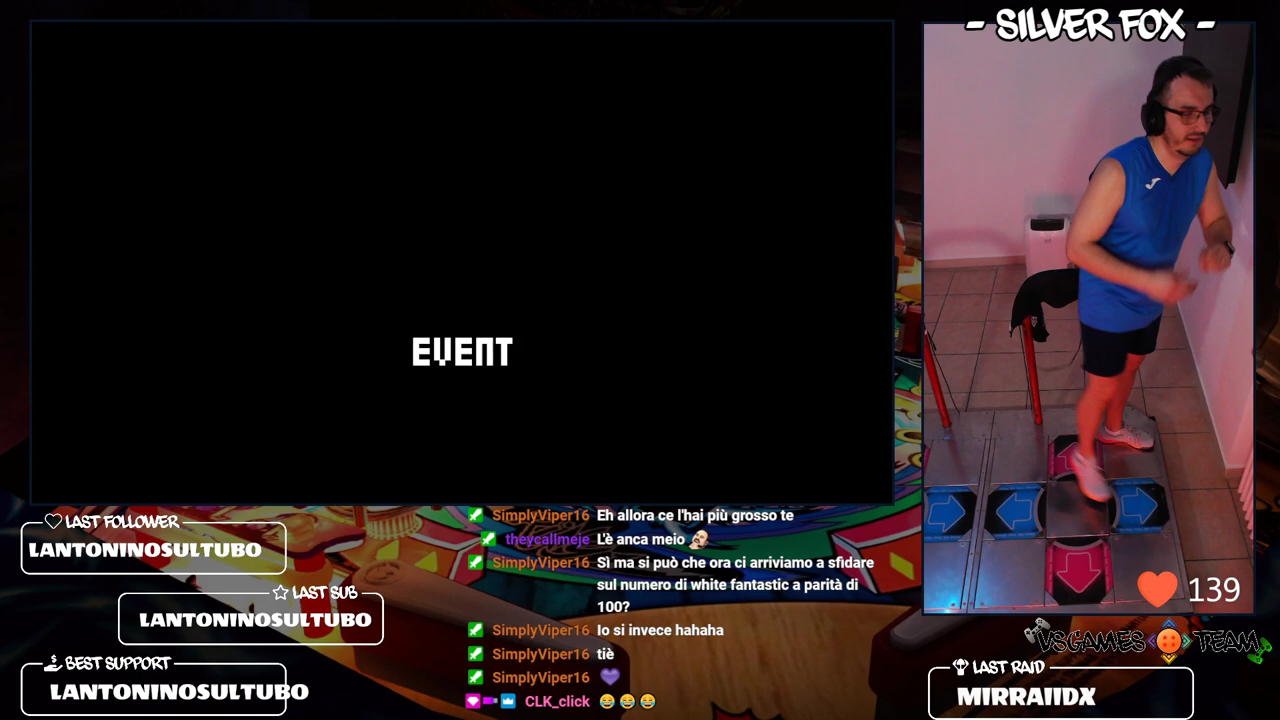 - SILVER FOX -
EVENT
LAST FOLLOWER
LANTONINOSULTUBO
LAST SUB
LANTONINOSULTUBO
BEST SUPPORT
LANTONINOSULTUBO
SimplyViper16 Eh allora ce l'hai più grosso te
theycallmeje L'è anca meio
SimplyViper16 Sì ma si può che ora ci arriviamo a sfidare
sul numero di white fantastic a parità di
100?
SimplyViper16 Io si invece hahaha
SimplyViper16 tiè
SimplyViper16
CLK_click
139
VSGAMES TEAM
LAST RAID
MIRRAIIDX